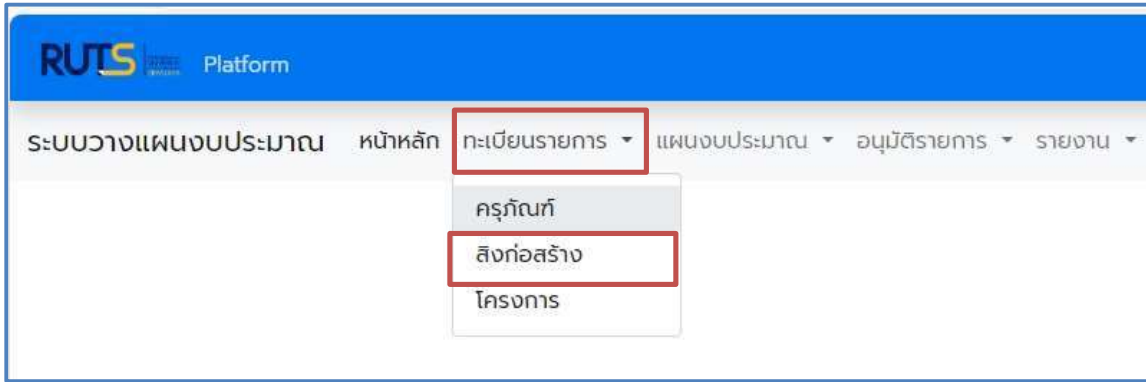 RUTS Platform
ระบบวางแผนงบประมาณ หน้าหลัก ทะเบียนรายการ แผนงบประมาณ อนุมัติรายการ รายงาน
ครุภัณฑ์
สิงก่อสร้าง
โครงการ